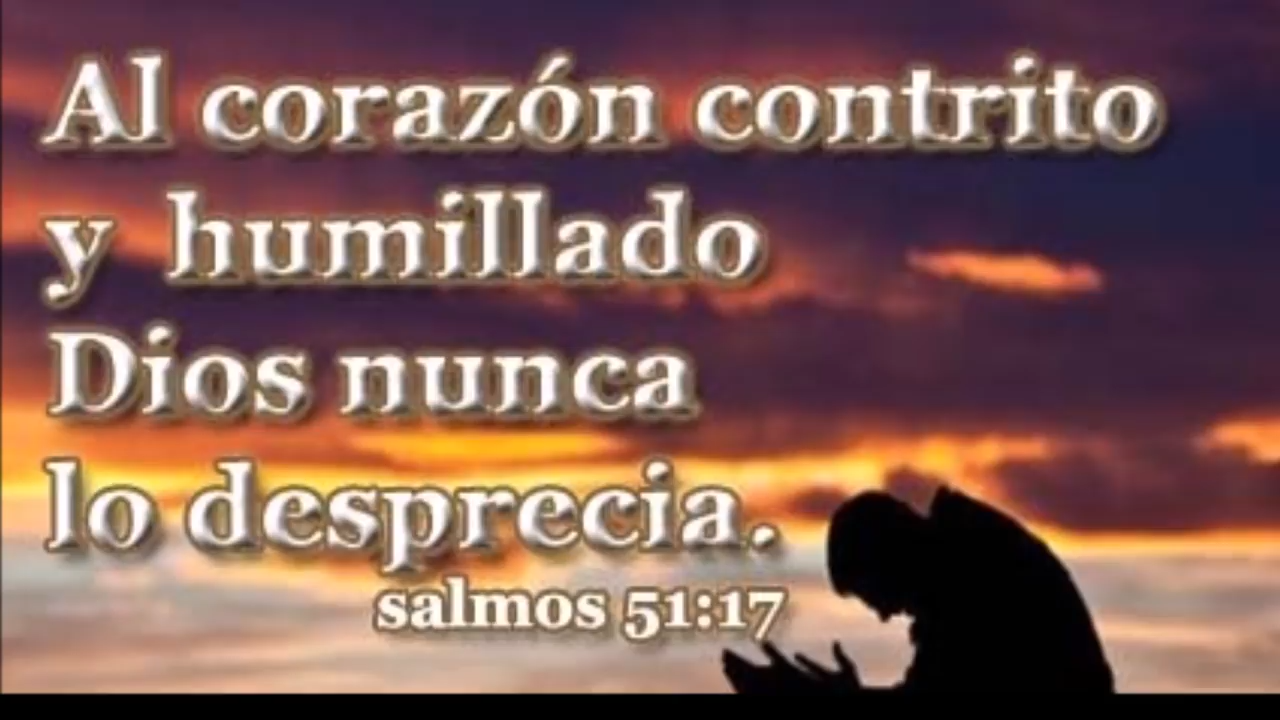 Al corazón contrito
y humillado
Dios nunca
lo desprecia.
salmos 51:17